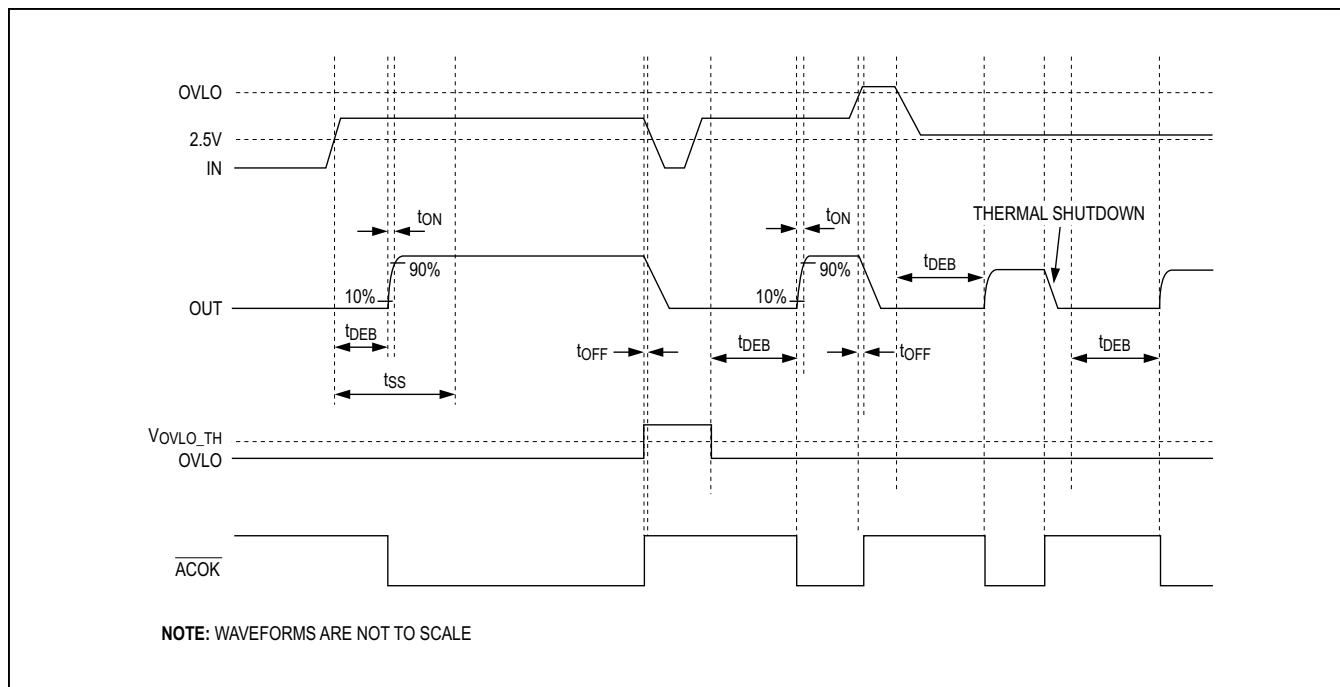 OVLO
2.5V
IN
tON
tON
THERMAL SHUTDOWN
90%
90%
tDEB
10%
10%
OUT
tDEB
tOFF
tDEB
tOFF
tDEB
tSS
VOVLO_TH
OVLO
ACOK
NOTE: WAVEFORMS ARE NOT TO SCALE